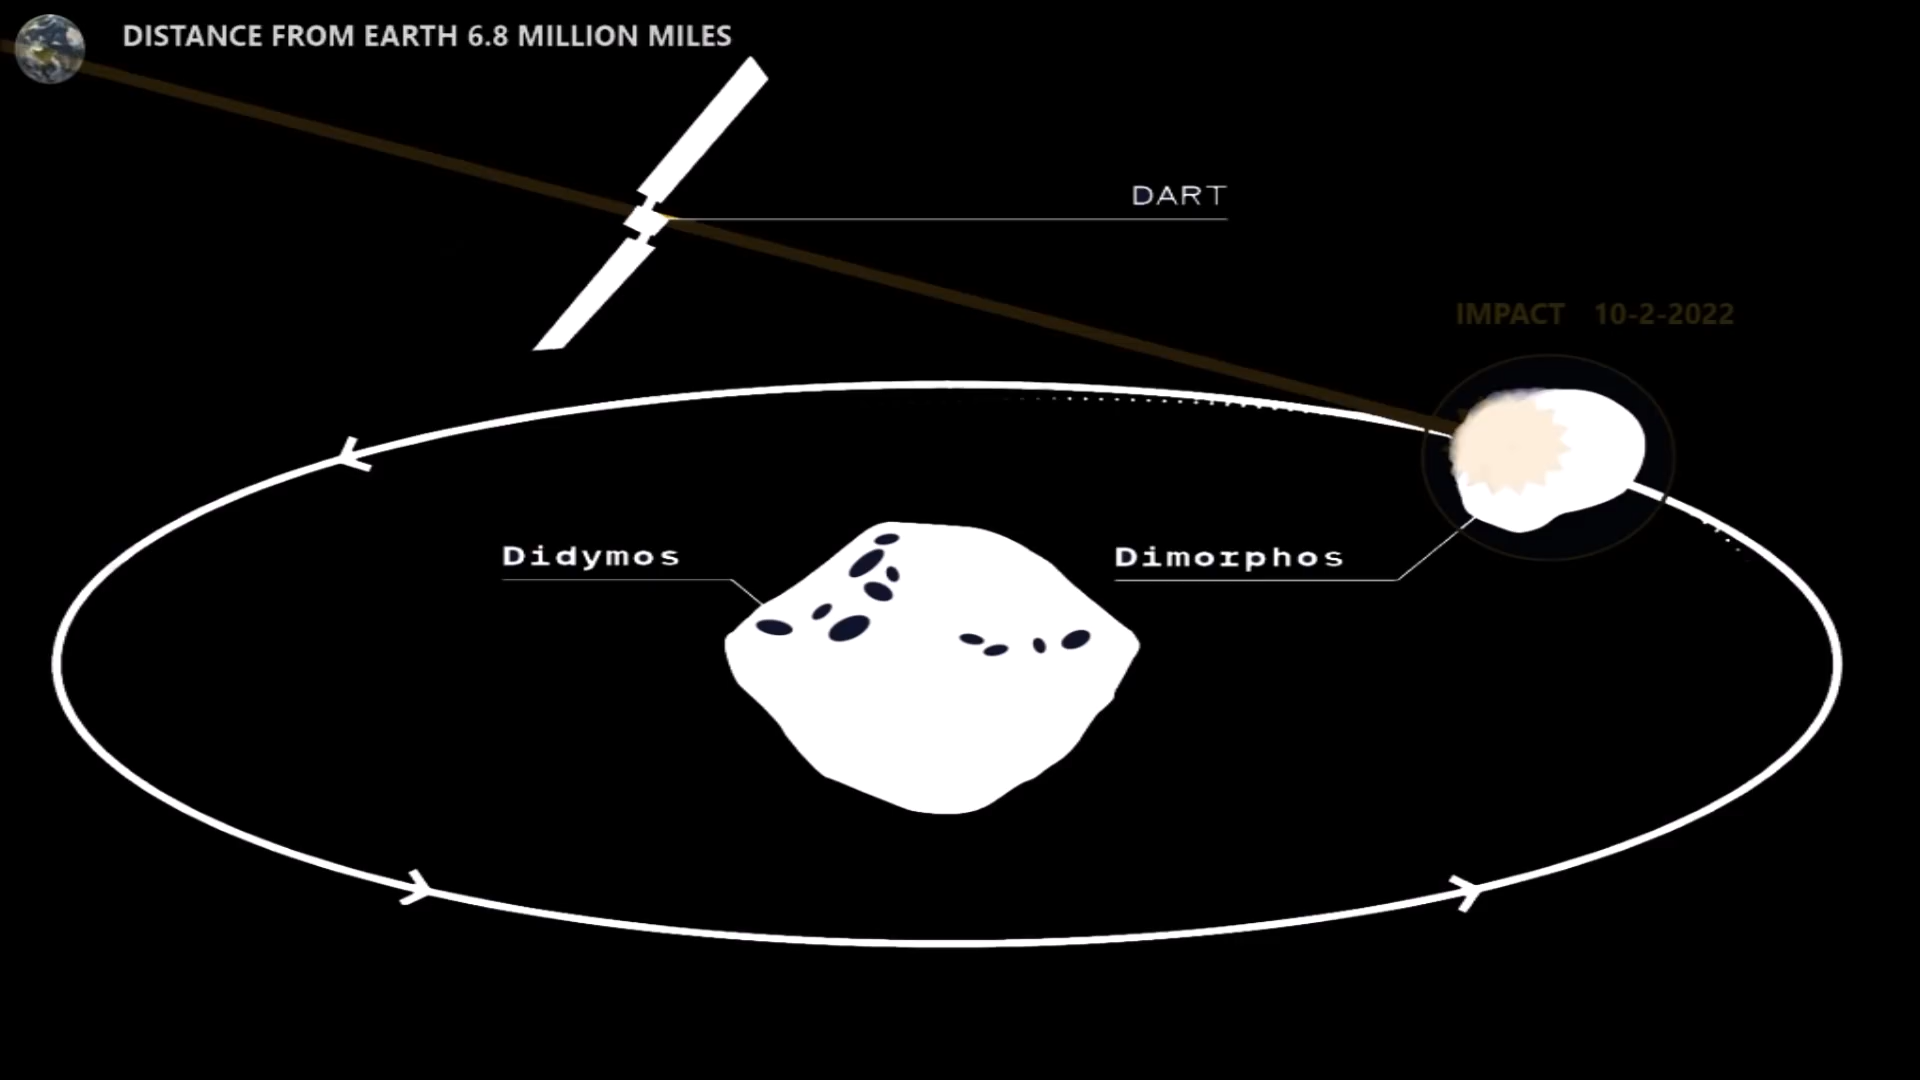 DISTANCE FROM EARTH 6.8 MILLION MILES
DART
IMPACT 10-2-2022
Didymos
Dimorphos